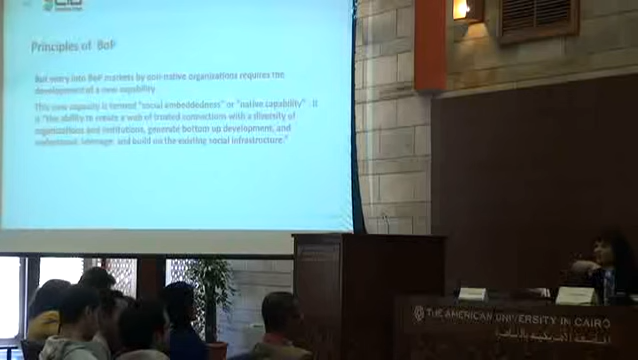 Principles of BoP
But entry into BoP markets by non-native organizations requires the
development of a new capability
This new capacity is termed "social embeddedness" or "native capability". It
is "the ability to create a web of trusted connections with a diversity of
organizations and institutions, generate bottom up development, and
understand, leverage, and build on the existing social infrastructure."
THE AMERICAN UNIVERSITY IN CAIRO
الجامعة الأمريكية بالقاهرة